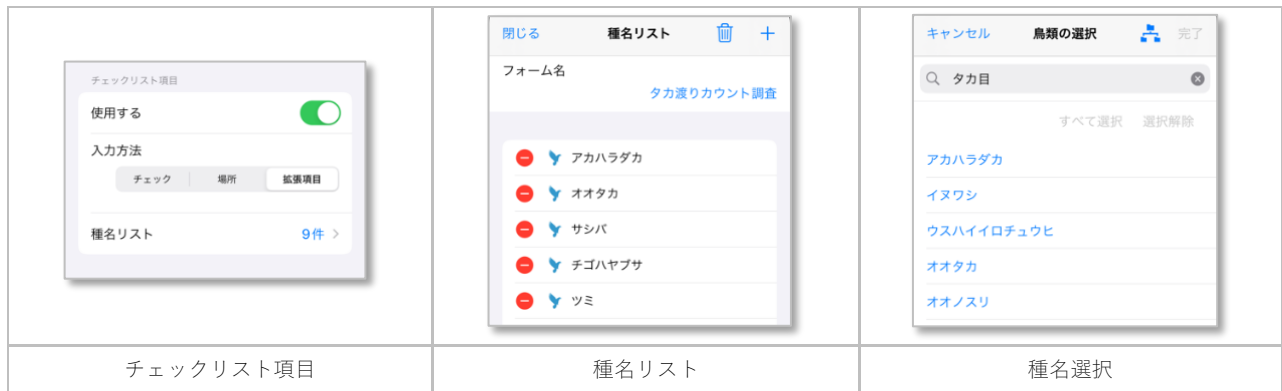 チェックリスト項目
使用する
入力方法
チェック 場所 拡張項目
種名リスト 9件
チェックリスト項目
閉じる 種名リスト
フォーム名
タカ渡りカウント調査
アカハラダカ
オオタカ
サシバ
チゴハヤブサ
ツミ
種名リスト
キャンセル 鳥類の選択 完了
タカ目
すべて選択 選択解除
アカハラダカ
イヌワシ
ウスハイイロチュウヒ
オオタカ
オオノスリ
種名選択